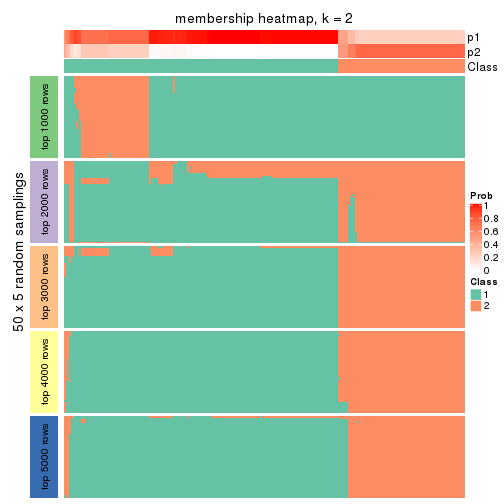 membership heatmap, k = 2
p1
p2
Class
50 x 5 random samplings
top 1000 rows
top 2000 rows
top 3000 rows
top 4000 rows
top 5000 rows
Prob
1
0.8
0.6
0.4
0.2
0
Class
1
2